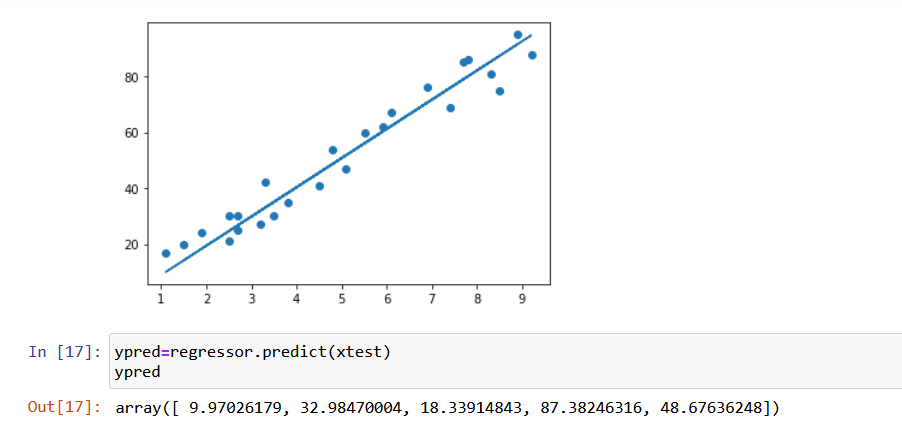 80
60
40
20
1 2 3 4 5 6 7 8 9
In [17]: ypred=regressor.predict(xtest)
ypred
Out[17]: array([ 9.97026179, 32.98470004, 18.33914843, 87.38246316, 48.67636248])